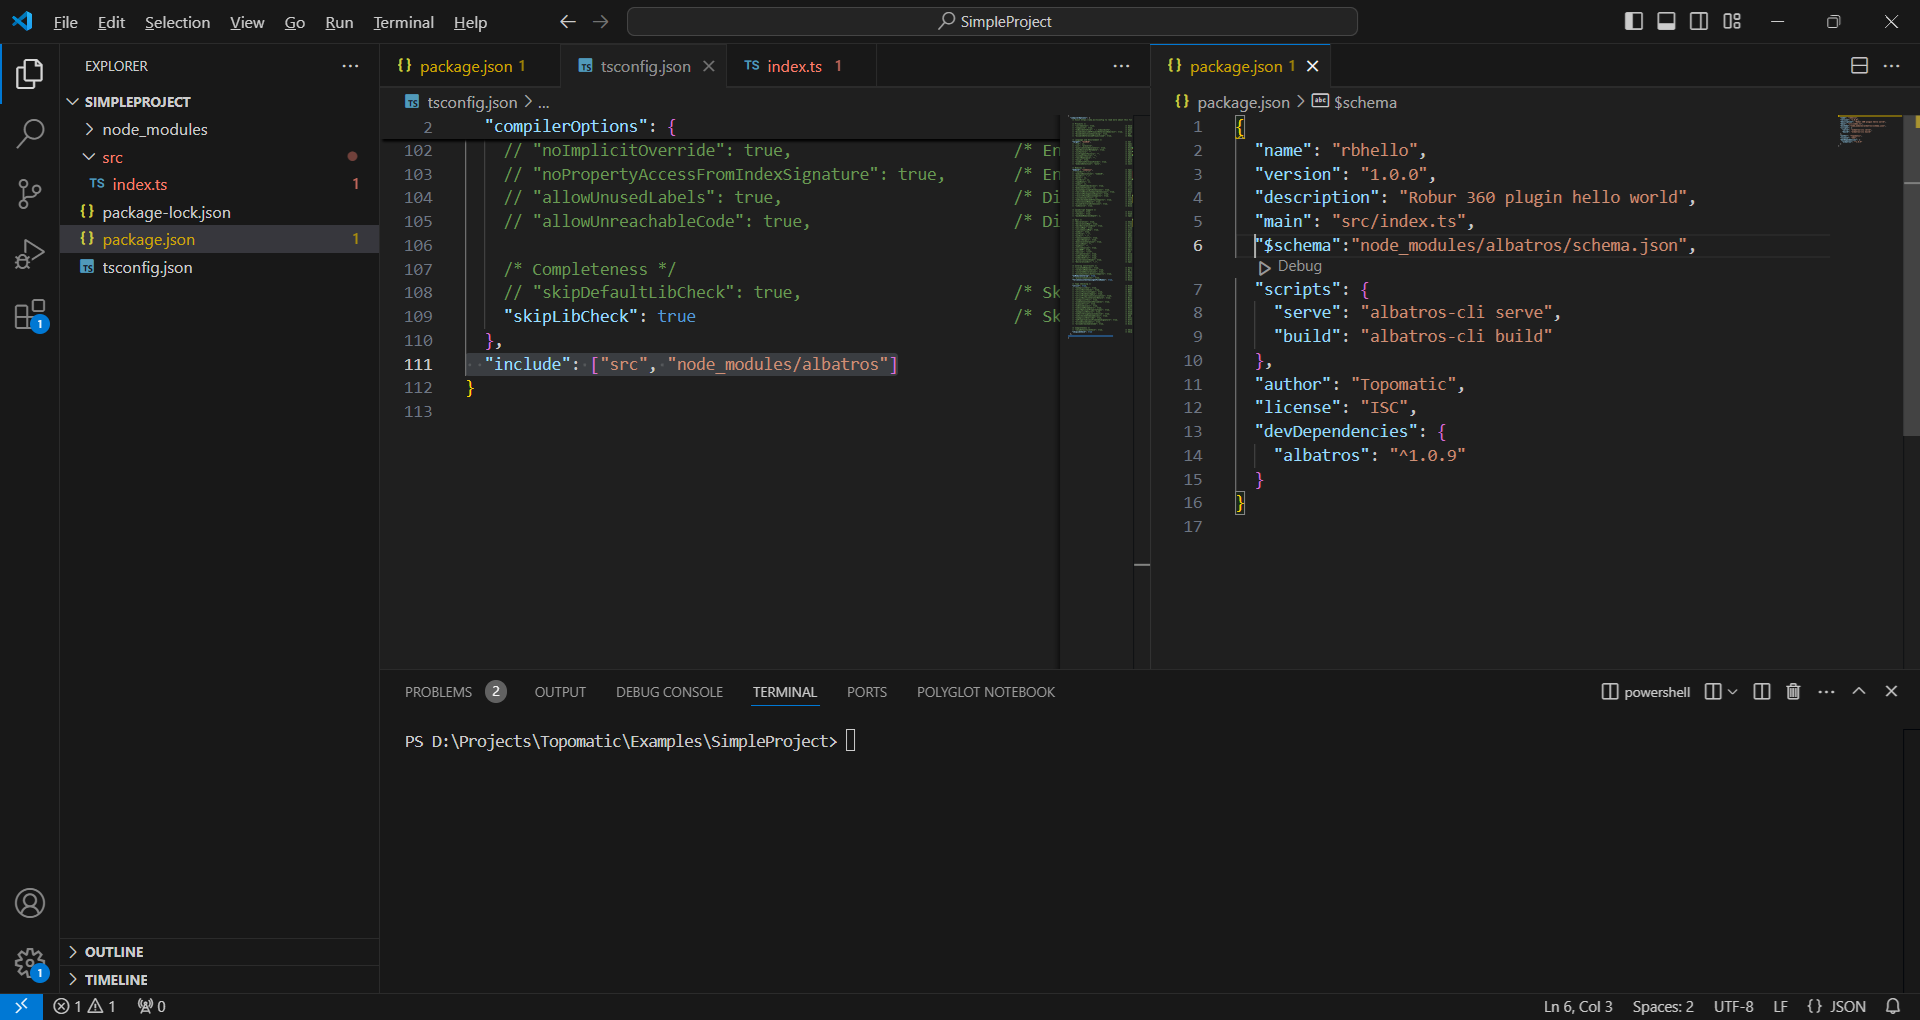 File Edit Selection View Go Run Terminal Help
SimpleProject
EXPLORER
SIMPLEPROJECT
node_modules
src
TS index.ts 1
{} package-lock.json
{} package.json 1
TS tsconfig.json
OUTLINE
TIMELINE
1
1
{} package.json 1
TS tsconfig.json
TS index.ts 1
TS tsconfig.json > ...
2 "compilerOptions": {
102 // "noImplicitOverride": true, /* En
103 // "noPropertyAccessFromIndexSignature": true, /* En
104 // "allowUnusedLabels": true, /* Di
105 // "allowUnreachableCode": true, /* Di
106
107 /* Completeness */
108 // "skipDefaultLibCheck": true, /* Sk
109 "skipLibCheck": true /* Sk
110 },
111 "include": ["src", "node_modules/albatros"]
112 }
113
{} package.json 1
{} package.json > abc $schema
1 {
2 "name": "rbhello",
3 "version": "1.0.0",
4 "description": "Robur 360 plugin hello world",
5 "main": "src/index.ts",
6 "$schema":"node_modules/albatros/schema.json",
Debug
7 "scripts": {
8 "serve": "albatros-cli serve",
9 "build": "albatros-cli build"
10 },
11 "author": "Topomatic",
12 "license": "ISC",
13 "devDependencies": {
14 "albatros": "^1.0.9"
15 }
16 }
17
PROBLEMS 2 OUTPUT DEBUG CONSOLE TERMINAL PORTS POLYGLOT NOTEBOOK
powershell
PS D:\Projects\Topomatic\Examples\SimpleProject>
1 1 0
Ln 6, Col 3 Spaces: 2 UTF-8 LF {} JSON